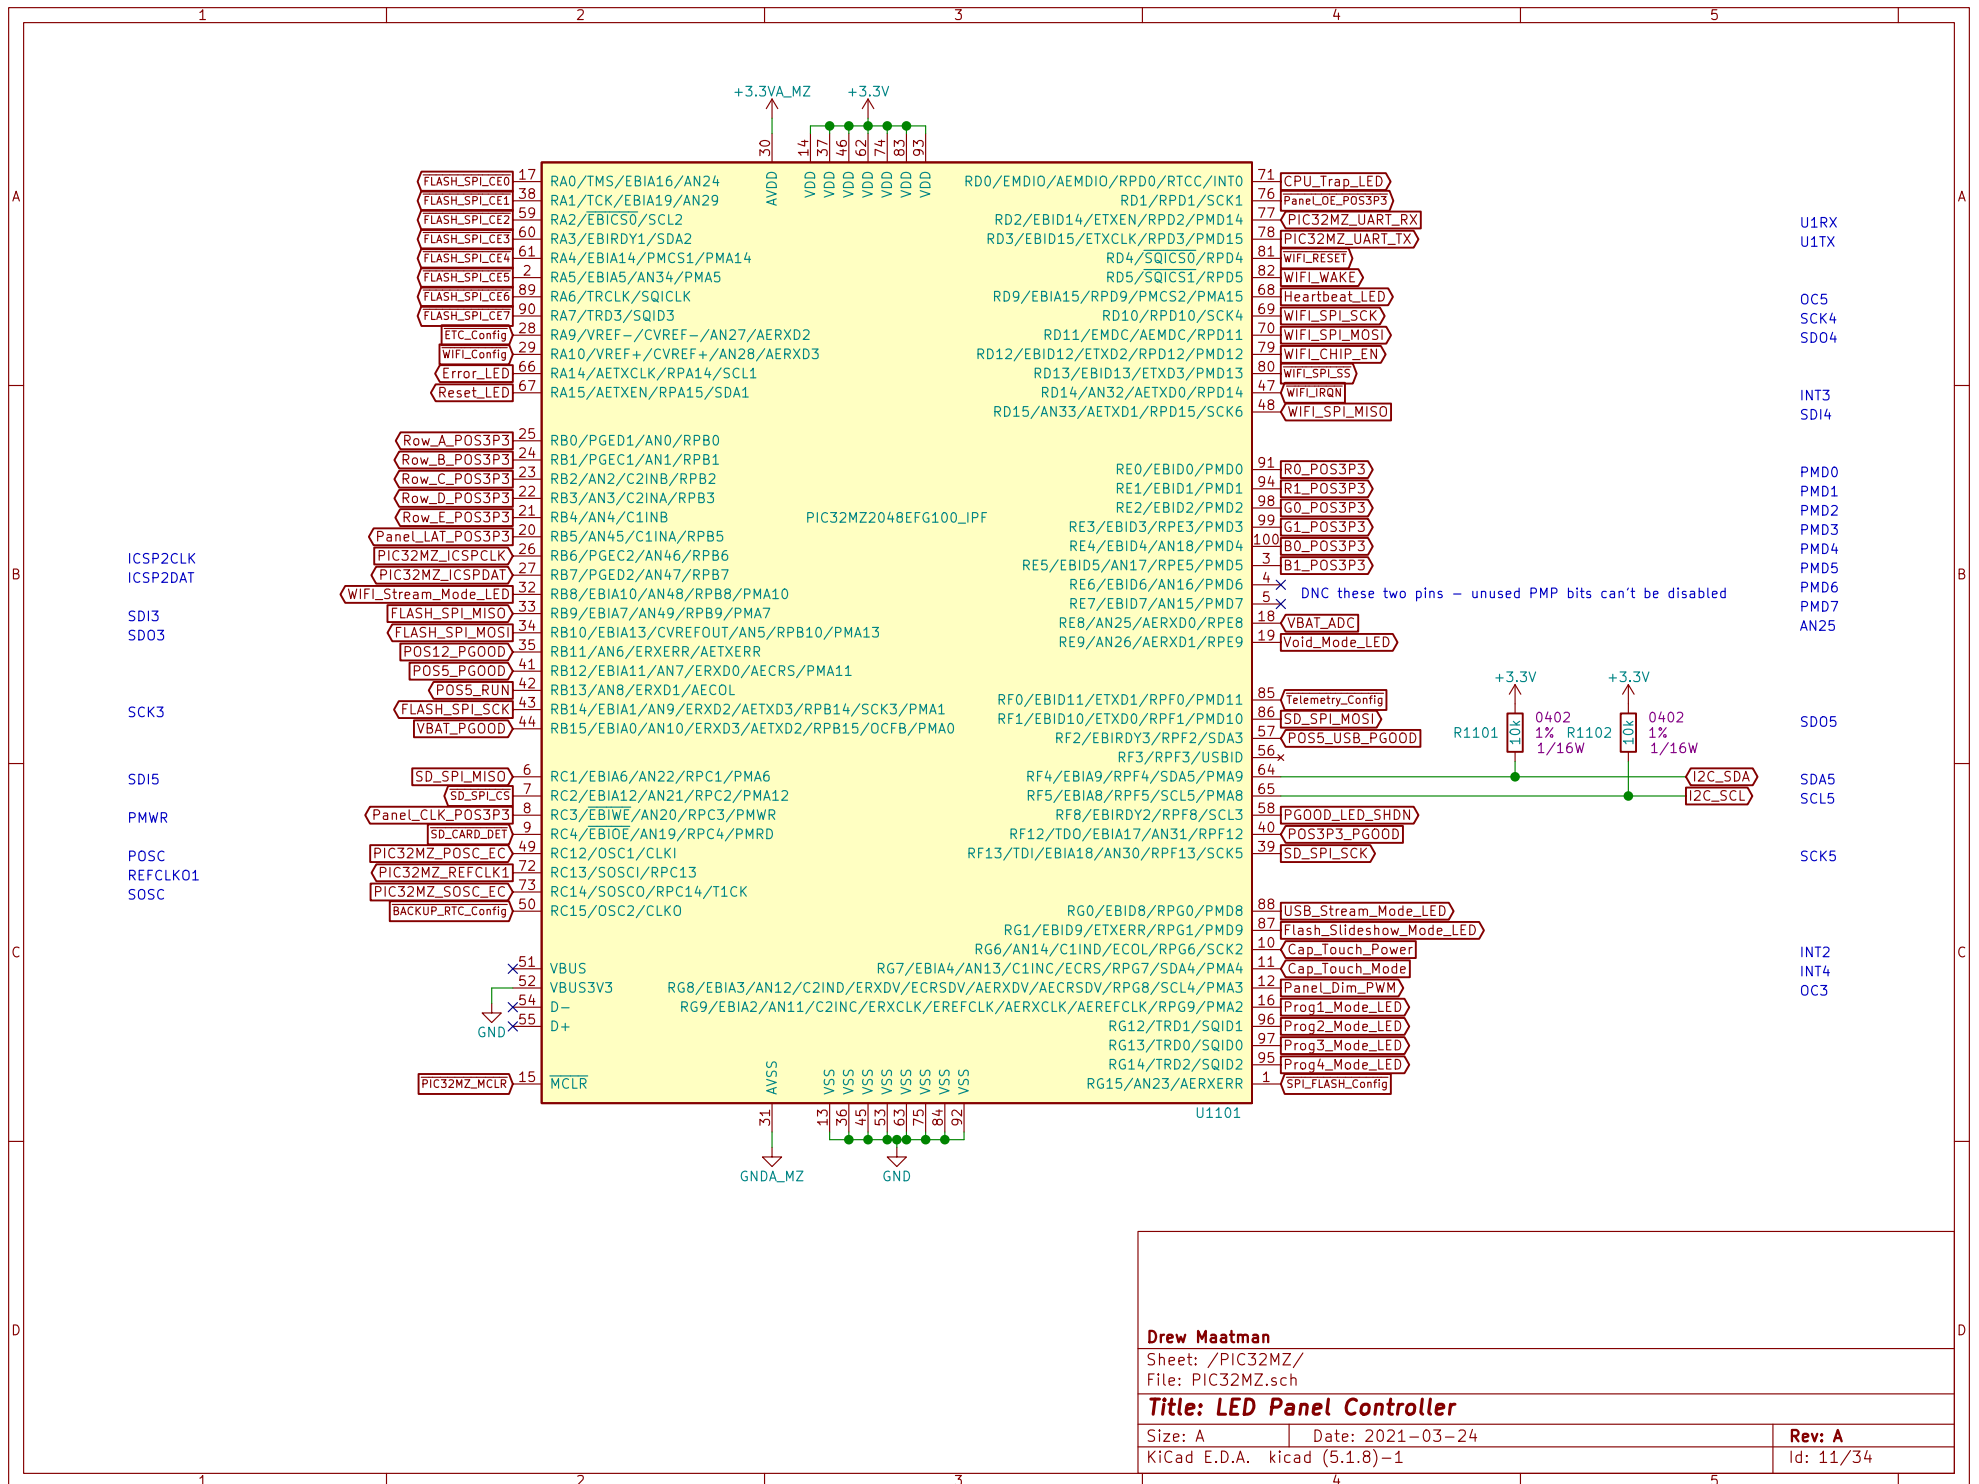 1 2 3 4 5
+3.3VA_MZ +3.3V
30 14 37 46 62 74 83 93
AVDD VDD VDD VDD VDD VDD VDD VDD
A A
FLASH_SPI_CE0 17 RA0/TMS/EBIA16/AN24 RD0/EMDIO/AEMDIO/RPD0/RTCC/INT0 71 CPU_Trap_LED
FLASH_SPI_CE1 38 RA1/TCK/EBIA19/AN29 RD1/RPD1/SCK1 76 Panel_OE_POS3P3
FLASH_SPI_CE2 59 RA2/EBICS0/SCL2 RD2/EBID14/ETXEN/RPD2/PMD14 77 PIC32MZ_UART_RX U1RX
FLASH_SPI_CE3 60 RA3/EBIRDY1/SDA2 RD3/EBID15/ETXCLK/RPD3/PMD15 78 PIC32MZ_UART_TX U1TX
FLASH_SPI_CE4 61 RA4/EBIA14/PMCS1/PMA14 RD4/SQICS0/RPD4 81 WIFI_RESET
FLASH_SPI_CE5 2 RA5/EBIA5/AN34/PMA5 RD5/SQICS1/RPD5 82 WIFI_WAKE
FLASH_SPI_CE6 89 RA6/TRCLK/SQICLK RD9/EBIA15/RPD9/PMCS2/PMA15 68 Heartbeat_LED OC5
FLASH_SPI_CE7 90 RA7/TRD3/SQID3 RD10/RPD10/SCK4 69 WIFI_SPI_SCK SCK4
ETC_Config 28 RA9/VREF-/CVREF-/AN27/AERXD2 RD11/EMDC/AEMDC/RPD11 70 WIFI_SPI_MOSI SDO4
WIFI_Config 29 RA10/VREF+/CVREF+/AN28/AERXD3 RD12/EBID12/ETXD2/RPD12/PMD12 79 WIFI_CHIP_EN
Error_LED 66 RA14/AETXCLK/RPA14/SCL1 RD13/EBID13/ETXD3/PMD13 80 WIFI_SPI_SS
Reset_LED 67 RA15/AETXEN/RPA15/SDA1 RD14/AN32/AETXD0/RPD14 47 WIFI_IRQN INT3
RD15/AN33/AETXD1/RPD15/SCK6 48 WIFI_SPI_MISO SDI4
Row_A_POS3P3 25 RB0/PGED1/AN0/RPB0
Row_B_POS3P3 24 RB1/PGEC1/AN1/RPB1 RE0/EBID0/PMD0 91 R0_POS3P3 PMD0
Row_C_POS3P3 23 RB2/AN2/C2INB/RPB2 RE1/EBID1/PMD1 94 R1_POS3P3 PMD1
Row_D_POS3P3 22 RB3/AN3/C2INA/RPB3 RE2/EBID2/PMD2 98 G0_POS3P3 PMD2
Row_E_POS3P3 21 RB4/AN4/C1INB PIC32MZ2048EFG100_IPF RE3/EBID3/RPE3/PMD3 99 G1_POS3P3 PMD3
Panel_LAT_POS3P3 20 RB5/AN45/C1INA/RPB5 RE4/EBID4/AN18/PMD4 100 B0_POS3P3 PMD4
ICSP2CLK PIC32MZ_ICSPCLK 26 RB6/PGEC2/AN46/RPB6 RE5/EBID5/AN17/RPE5/PMD5 3 B1_POS3P3 PMD5
B ICSP2DAT PIC32MZ_ICSPDAT 27 RB7/PGED2/AN47/RPB7 RE6/EBID6/AN16/PMD6 4 PMD6 B
DNC these two pins – unused PMP bits can't be disabled
WIFI_Stream_Mode_LED 32 RB8/EBIA10/AN48/RPB8/PMA10 RE7/EBID7/AN15/PMD7 5 PMD7
SDI3 FLASH_SPI_MISO 33 RB9/EBIA7/AN49/RPB9/PMA7 RE8/AN25/AERXD0/RPE8 18 VBAT_ADC AN25
SDO3 FLASH_SPI_MOSI 34 RB10/EBIA13/CVREFOUT/AN5/RPB10/PMA13 RE9/AN26/AERXD1/RPE9 19 Void_Mode_LED
POS12_PGOOD 35 RB11/AN6/ERXERR/AETXERR
POS5_PGOOD 41 RB12/EBIA11/AN7/ERXD0/AECRS/PMA11 +3.3V +3.3V
POS5_RUN 42 RB13/AN8/ERXD1/AECOL RF0/EBID11/ETXD1/RPF0/PMD11 85 Telemetry_Config
SCK3 FLASH_SPI_SCK 43 RB14/EBIA1/AN9/ERXD2/AETXD3/RPB14/SCK3/PMA1 RF1/EBID10/ETXD0/RPF1/PMD10 86 SD_SPI_MOSI 0402 0402 SDO5
VBAT_PGOOD 44 RB15/EBIA0/AN10/ERXD3/AETXD2/RPB15/OCFB/PMA0 RF2/EBIRDY3/RPF2/SDA3 57 POS5_USB_PGOOD R1101 10k 1% R1102 10k 1%
RF3/RPF3/USBID 56 1/16W 1/16W
SDI5 SD_SPI_MISO 6 RC1/EBIA6/AN22/RPC1/PMA6 RF4/EBIA9/RPF4/SDA5/PMA9 64 I2C_SDA SDA5
SD_SPI_CS 7 RC2/EBIA12/AN21/RPC2/PMA12 RF5/EBIA8/RPF5/SCL5/PMA8 65 I2C_SCL SCL5
PMWR Panel_CLK_POS3P3 8 RC3/EBIWE/AN20/RPC3/PMWR RF8/EBIRDY2/RPF8/SCL3 58 PGOOD_LED_SHDN
SD_CARD_DET 9 RC4/EBIOE/AN19/RPC4/PMRD RF12/TDO/EBIA17/AN31/RPF12 40 POS3P3_PGOOD
POSC PIC32MZ_POSC_EC 49 RC12/OSC1/CLKI RF13/TDI/EBIA18/AN30/RPF13/SCK5 39 SD_SPI_SCK SCK5
REFCLKO1 PIC32MZ_REFCLK1 72 RC13/SOSCI/RPC13
SOSC PIC32MZ_SOSC_EC 73 RC14/SOSCO/RPC14/T1CK
BACKUP_RTC_Config 50 RC15/OSC2/CLKO RG0/EBID8/RPG0/PMD8 88 USB_Stream_Mode_LED
RG1/EBID9/ETXERR/RPG1/PMD9 87 Flash_Slideshow_Mode_LED
C RG6/AN14/C1IND/ECOL/RPG6/SCK2 10 Cap_Touch_Power INT2 C
51 VBUS RG7/EBIA4/AN13/C1INC/ECRS/RPG7/SDA4/PMA4 11 Cap_Touch_Mode INT4
52 VBUS3V3 RG8/EBIA3/AN12/C2IND/ERXDV/ECRSDV/AERXDV/AECRSDV/RPG8/SCL4/PMA3 12 Panel_Dim_PWM OC3
54 D- RG9/EBIA2/AN11/C2INC/ERXCLK/EREFCLK/AERXCLK/AEREFCLK/RPG9/PMA2 16 Prog1_Mode_LED
GND 55 D+ RG12/TRD1/SQID1 96 Prog2_Mode_LED
RG13/TRD0/SQID0 97 Prog3_Mode_LED
RG14/TRD2/SQID2 95 Prog4_Mode_LED
PIC32MZ_MCLR 15 MCLR RG15/AN23/AERXERR 1 SPI_FLASH_Config
AVSS VSS VSS VSS VSS VSS VSS VSS VSS
31 13 36 45 53 63 75 84 92
U1101
GNDA_MZ GND
D D
Drew Maatman
Sheet: /PIC32MZ/
File: PIC32MZ.sch
Title: LED Panel Controller
Size: A Date: 2021-03-24 Rev: A
KiCad E.D.A. kicad (5.1.8)-1 Id: 11/34
1 2 3 4 5